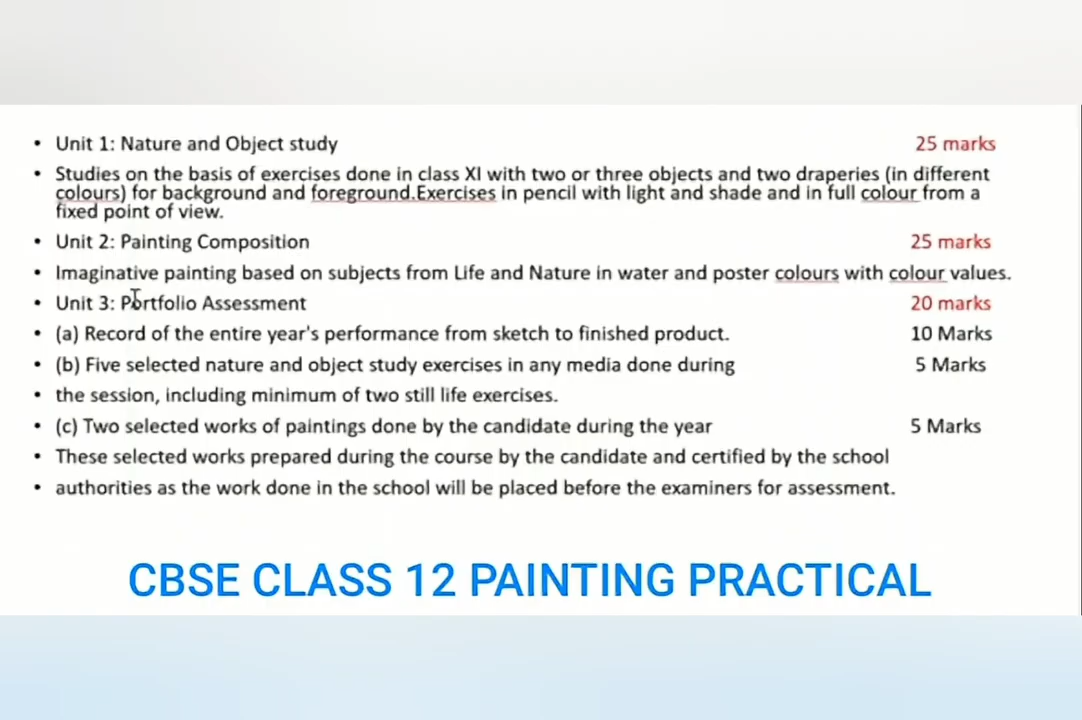 • Unit 1: Nature and Object study 25 marks
• Studies on the basis of exercises done in class XI with two or three objects and two draperies (in different
colours) for background and foreground.Exercises in pencil with light and shade and in full colour from a
fixed point of view.
• Unit 2: Painting Composition 25 marks
• Imaginative painting based on subjects from Life and Nature in water and poster colours with colour values.
• Unit 3: Portfolio Assessment 20 marks
• (a) Record of the entire year's performance from sketch to finished product. 10 Marks
• (b) Five selected nature and object study exercises in any media done during 5 Marks
• the session, including minimum of two still life exercises.
• (c) Two selected works of paintings done by the candidate during the year 5 Marks
• These selected works prepared during the course by the candidate and certified by the school
• authorities as the work done in the school will be placed before the examiners for assessment.
CBSE CLASS 12 PAINTING PRACTICAL